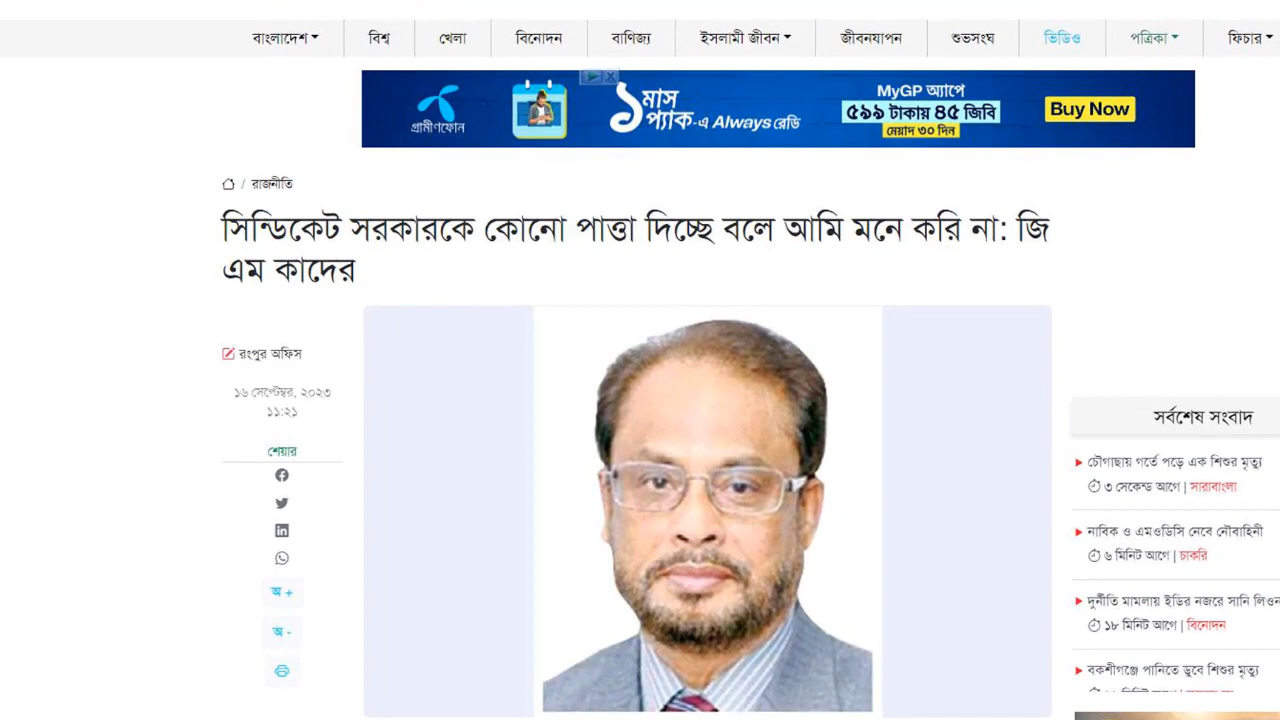 বাংলাদেশ
বিশ্ব
খেলা
বিনোদন
বাণিজ্য
ইসলামী জীবন
জীবনযাপন
শুভসংঘ
ভিডিও
পত্রিকা
ফিচার
গ্রামীণফোন
১ মাস
প্যাক-এ Always রেডি
MyGP অ্যাপে
৫৯৯ টাকায় ৪৫ জিবি
মেয়াদ ৩০ দিন
Buy Now
/ রাজনীতি
সিন্ডিকেট সরকারকে কোনো পাত্তা দিচ্ছে বলে আমি মনে করি না: জি
এম কাদের
রংপুর অফিস
১৬ সেপ্টেম্বর, ২০২৩
১১:২১
শেয়ার
অ +
অ -
সর্বশেষ সংবাদ
চৌগাছায় গর্তে পড়ে এক শিশুর মৃত্যু
৩ সেকেন্ড আগে | সারাবাংলা
নাবিক ও এমওডিসি নেবে নৌবাহিনী
৬ মিনিট আগে | চাকরি
দুর্নীতি মামলায় ইডির নজরে সানি লিওন
১৮ মিনিট আগে | বিনোদন
বকশীগঞ্জে পানিতে ডুবে শিশুর মৃত্যু